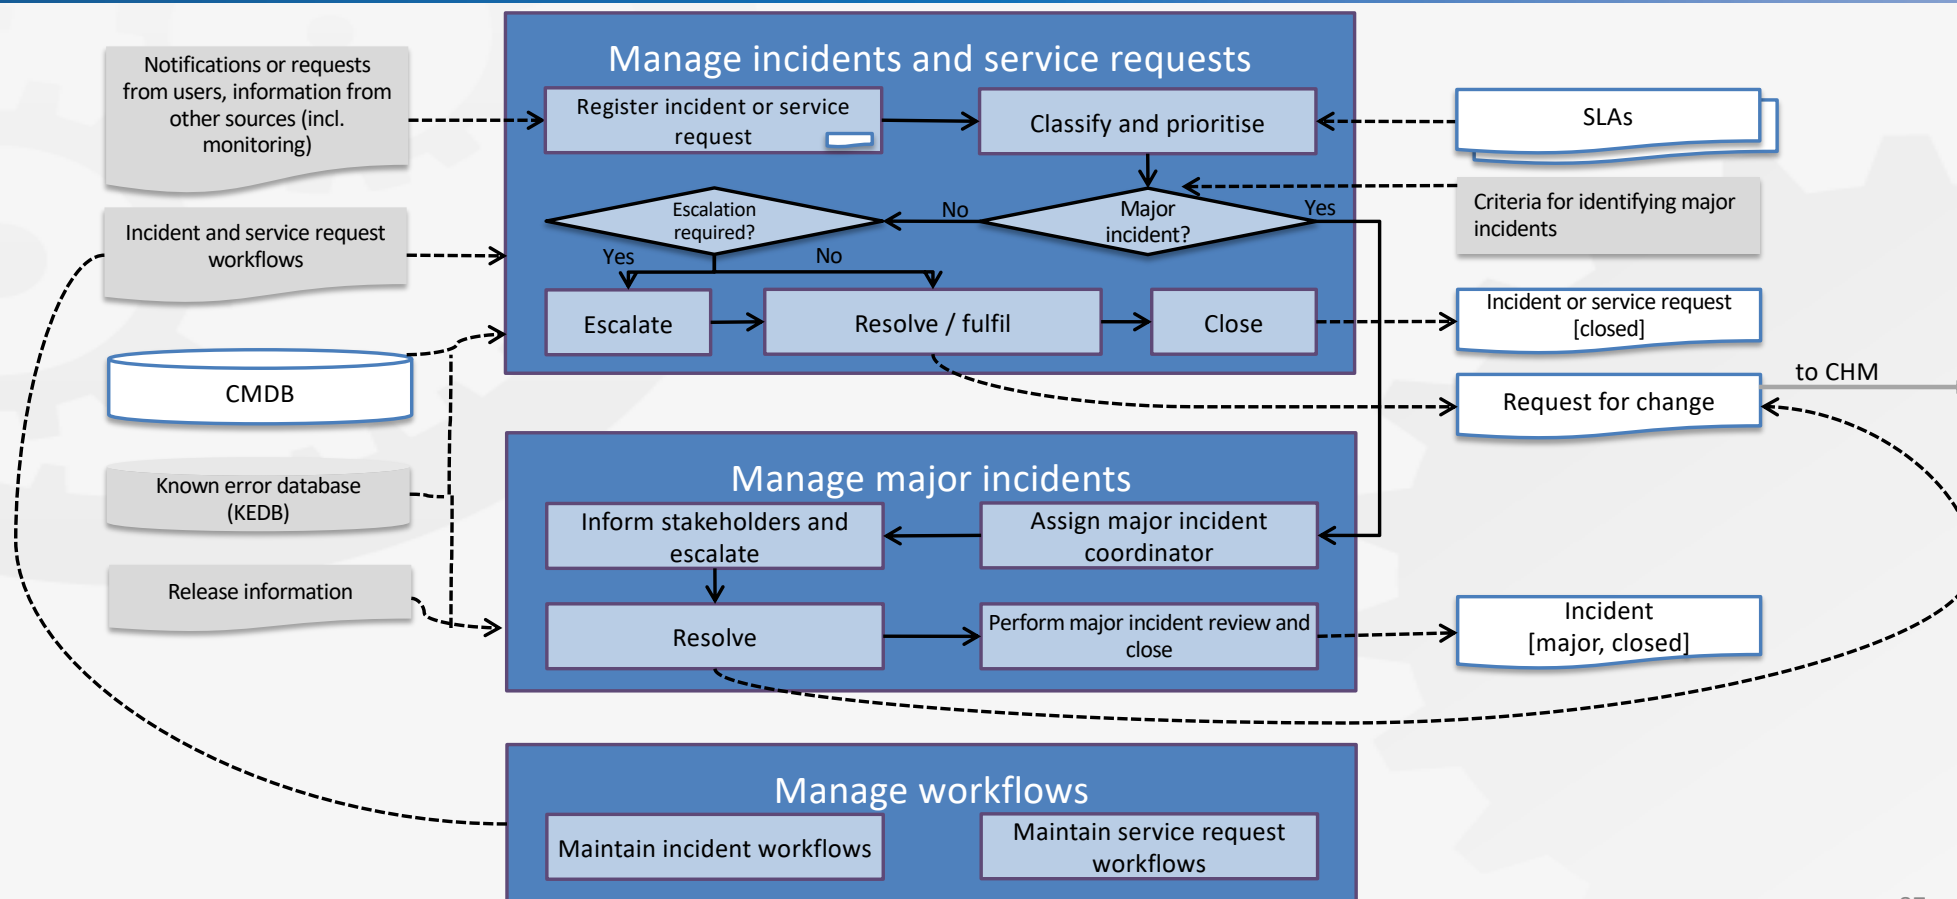 Manage incidents and service requests
Notifications or requests
from users, information from
other sources (incl.
monitoring)
Register incident or service
request
Classify and prioritise
SLAs
Criteria for identifying major
incidents
Incident and service request
workflows
Escalation
required?
No
Major
incident?
Yes
Yes
No
Escalate
Resolve / fulfil
Close
Incident or service request
[closed]
CMDB
Request for change
to CHM
Manage major incidents
Known error database
(KEDB)
Inform stakeholders and
escalate
Assign major incident
coordinator
Release information
Resolve
Perform major incident review and
close
Incident
[major, closed]
Manage workflows
Maintain incident workflows
Maintain service request
workflows